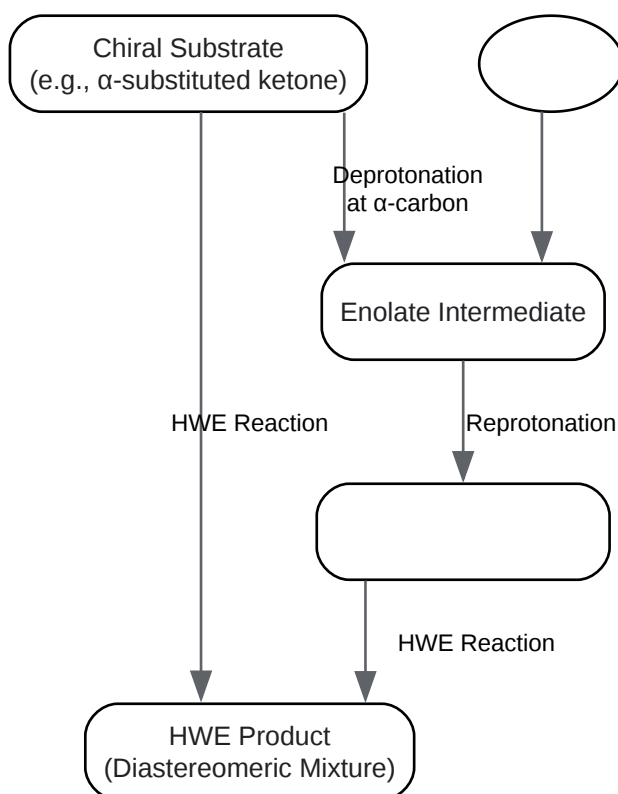 Chiral Substrate
(e.g., α-substituted ketone)
Deprotonation
at α-carbon
Enolate Intermediate
HWE Reaction
Reprotonation
HWE Reaction
HWE Product
(Diastereomeric Mixture)